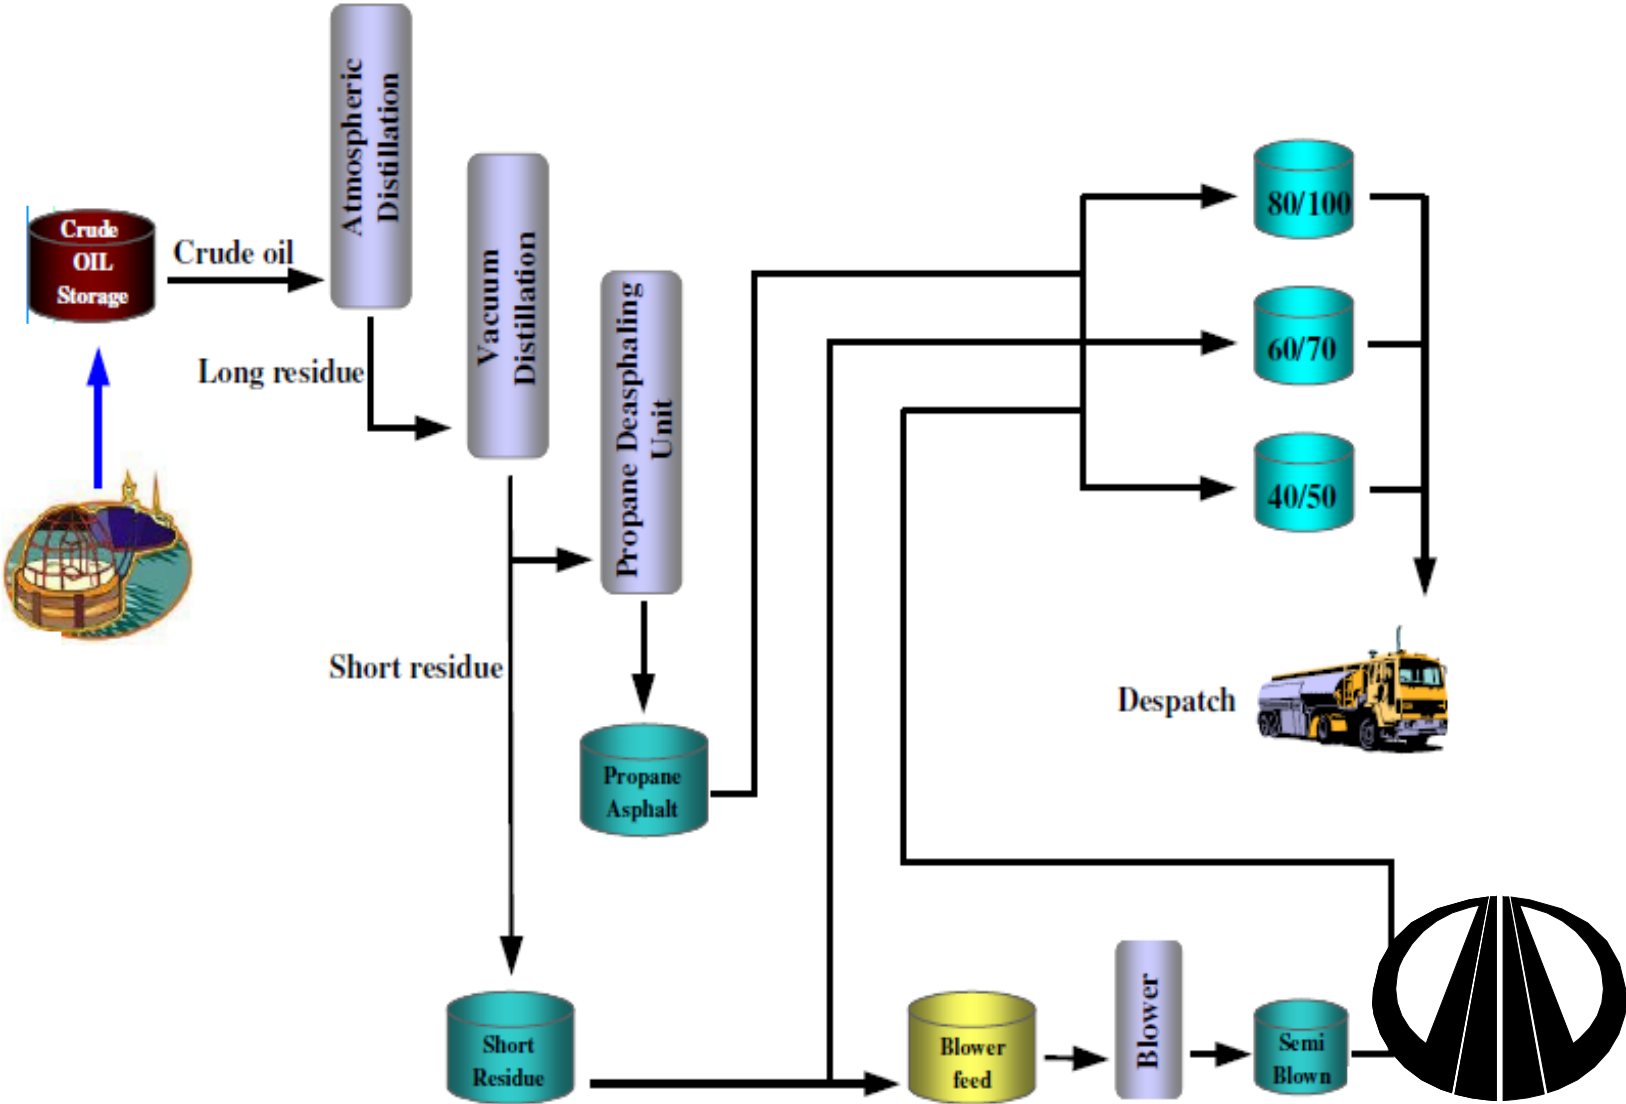 Atmospheric
Distillation
Vacuum
Distillation
Propane Deasphaling
Unit
Crude
OIL
Storage
Crude oil
Long residue
Short residue
Propane
Asphalt
Short
Residue
Blower
feed
Blower
Semi
Blown
80/100
60/70
40/50
Despatch